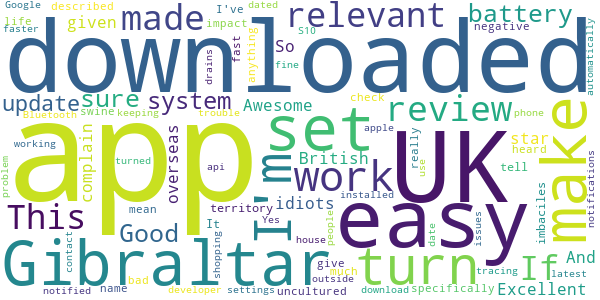 Google life described dated
faster I've impact
given made relevant battery
negative
S10
downloaded
So fast anything fine
drains
automatically
update sure system Awesome check
swine
Bluetooth keeping trouble
complain
set review star
overseas
phone
working apple British really heard tell
problem turned api
app I'm work UK make
notifications
mean installed
This Good idiots easy
imbaciles
territory use
It Yes people date issues
contact shopping house
Gibraltar turn If And
outside tracing latest
give much specifically
notified name bad settings uncultured download Excellent
developer